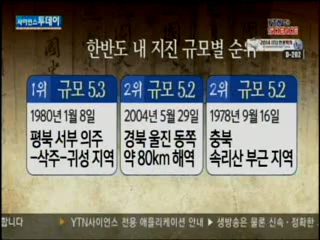 사이언스 투데이
YTN
SCIENCE
D-262
한반도 내 지진 규모별 순위
1위 규모 5.3
2위 규모 5.2
2위 규모 5.2
1980년 1월 8일
평북 서부 의주
-삭주-귀성 지역
2004년 5월 29일
경북 울진 동쪽
약 80km 해역
1978년 9월 16일
충북
속리산 부근 지역
합니다
YTN사이언스 전용 애플리케이션 안내 ▶ 생방송은 물론 신속·정확한